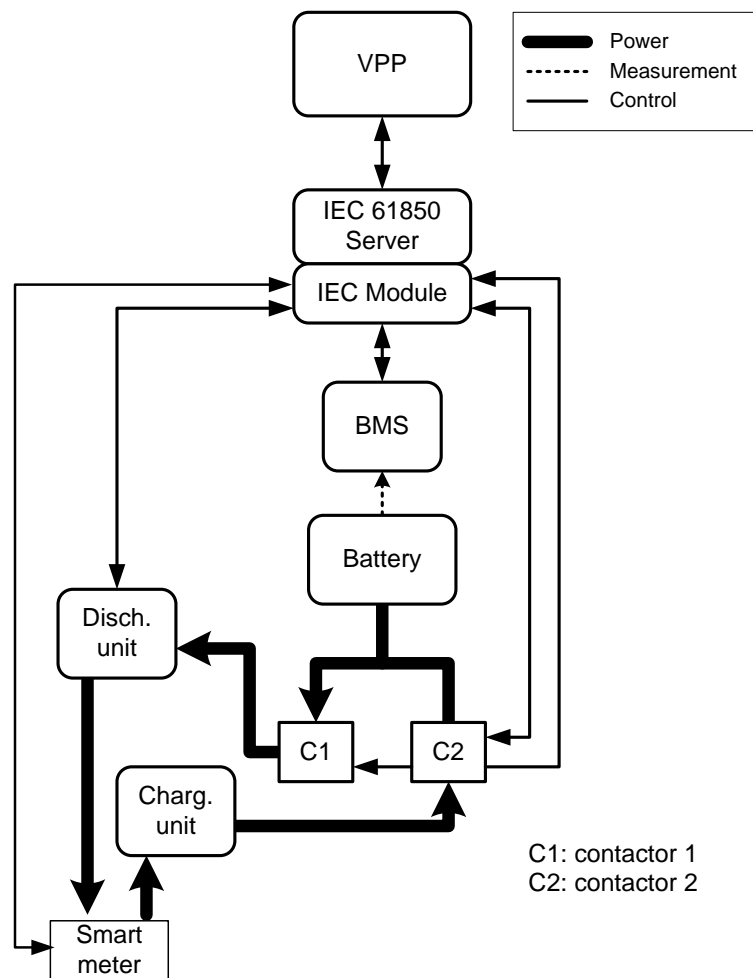 VPP
Power
Measurement
Control
IEC 61850
Server
IEC Module
BMS
Battery
Disch.
unit
C1
C2
Charg.
unit
C1: contactor 1
C2: contactor 2
Smart
meter